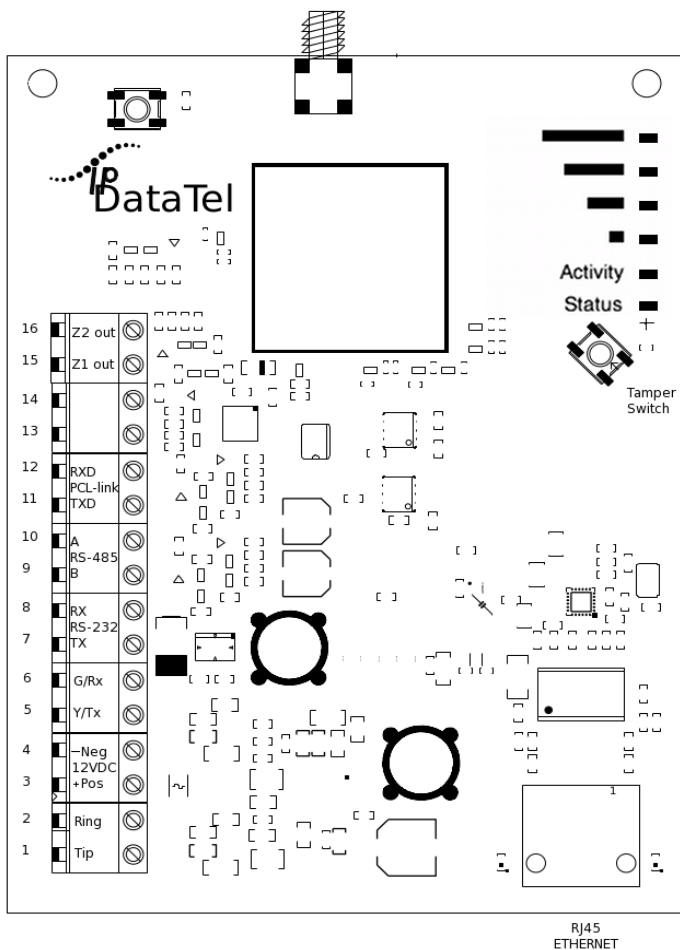 ip
DataTel
Activity
Status
Tamper
Switch
16 Z2 out
15 Z1 out
14
13
12 RXD
PCL-link
11 TXD
10 A
RS-485
9 B
8 RX
RS-232
7 TX
6 G/Rx
5 Y/Tx
4 −Neg
12VDC
3 +Pos
2 Ring
1 Tip
1
RJ45
ETHERNET